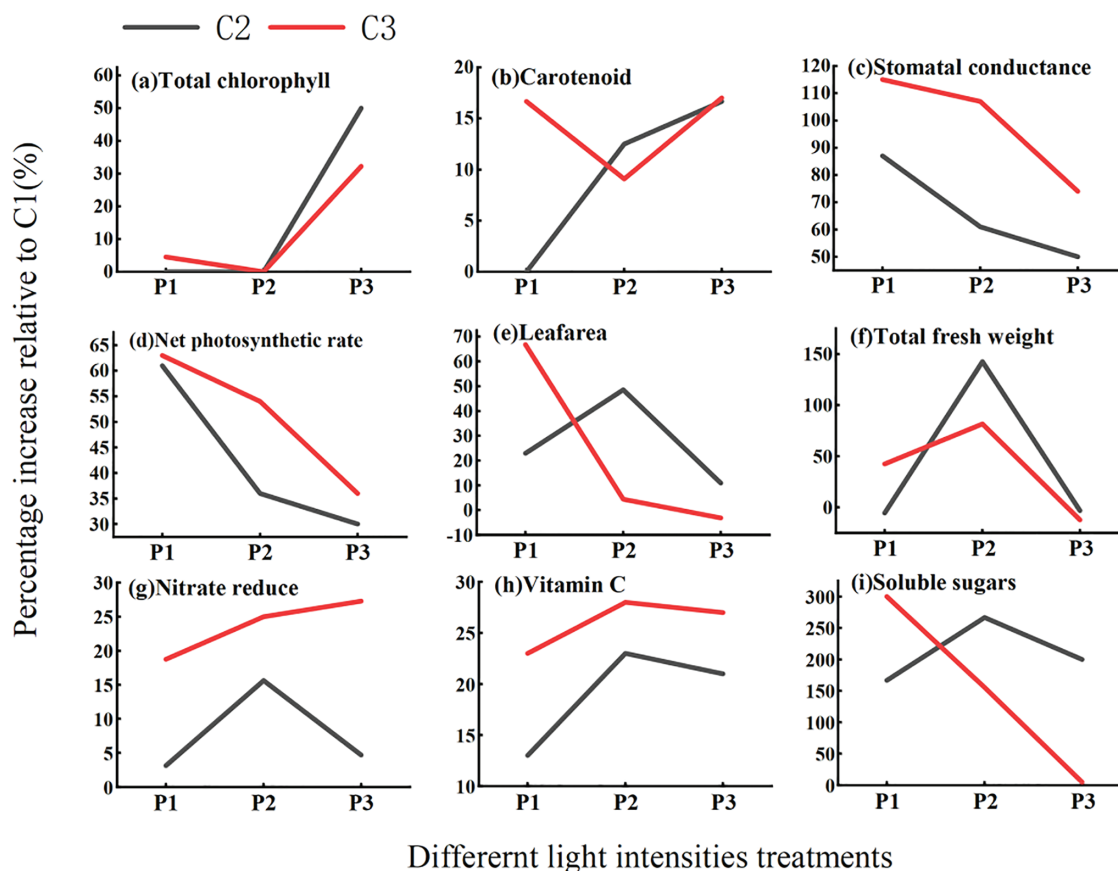 C2 C3
Percentage increase relative to C1(%)
(a)Total chlorophyll
60
50
40
30
20
10
0
P1 P2 P3
(b)Carotenoid
20
15
10
5
0
P1 P2 P3
(c)Stomatal conductance
120
110
100
90
80
70
60
50
P1 P2 P3
(d)Net photosynthetic rate
65
60
55
50
45
40
35
30
P1 P2 P3
(e)Leafarea
70
60
50
40
30
20
10
0
-10
P1 P2 P3
(f)Total fresh weight
150
100
50
0
P1 P2 P3
(g)Nitrate reduce
30
25
20
15
10
5
0
P1 P2 P3
(h)Vitamin C
30
25
20
15
10
P1 P2 P3
(i)Soluble sugars
300
250
200
150
100
50
0
P1 P2 P3
Differernt light intensities treatments